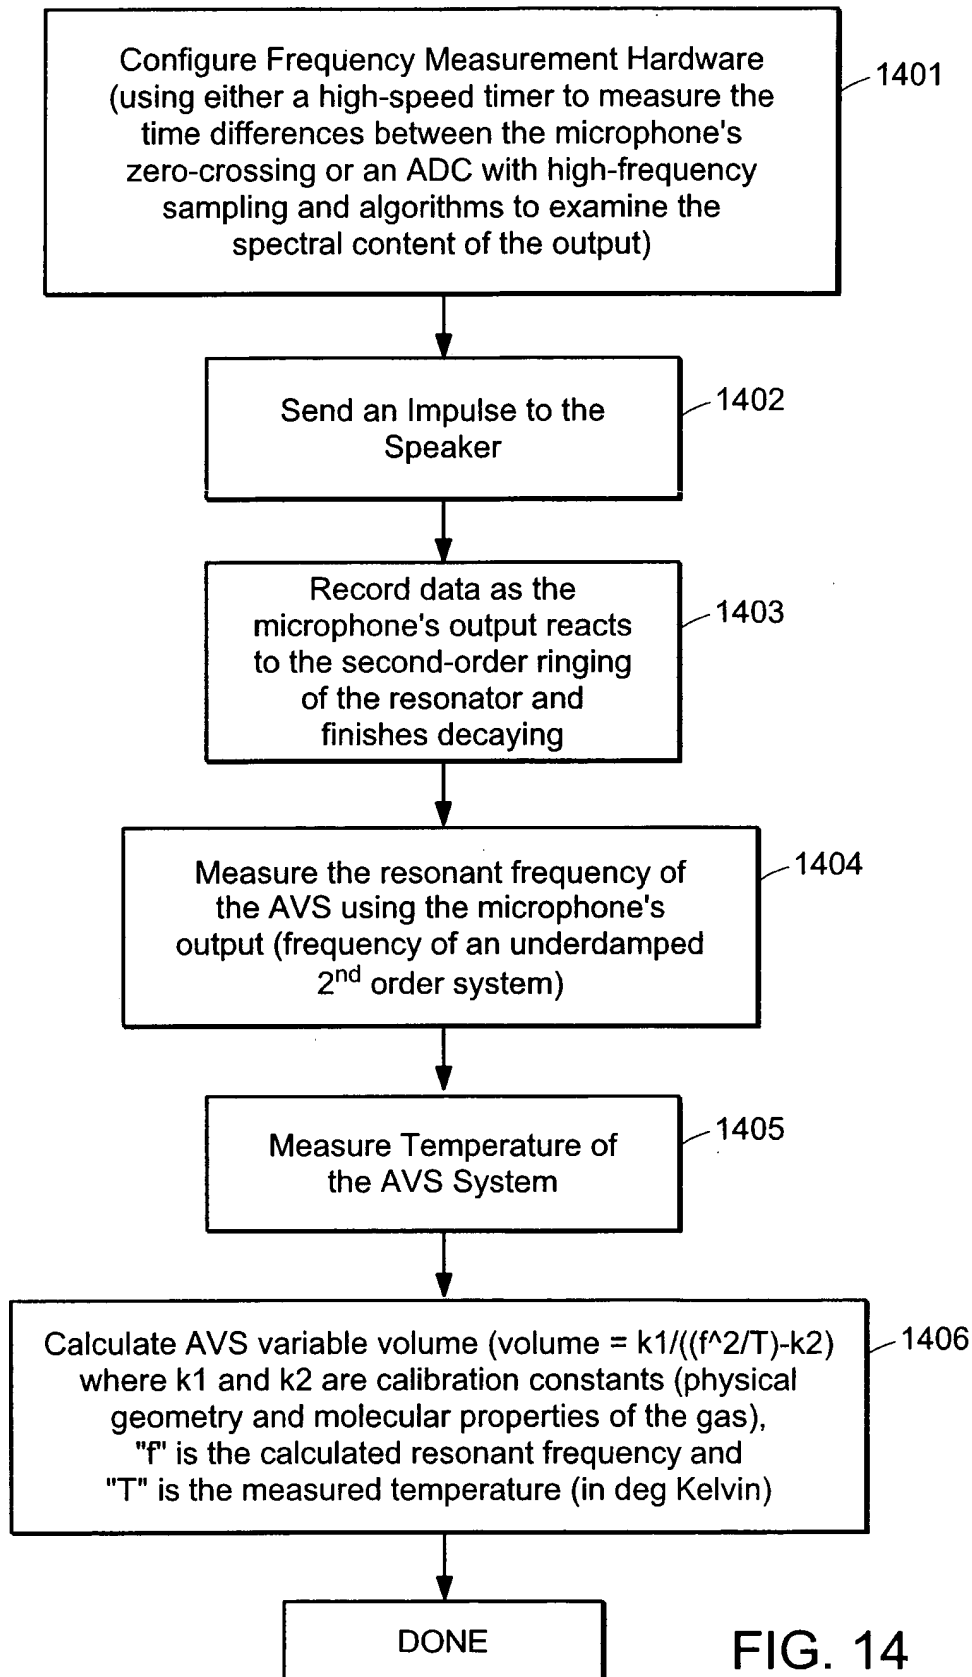 Configure Frequency Measurement Hardware
(using either a high-speed timer to measure the
time differences between the microphone's
zero-crossing or an ADC with high-frequency
sampling and algorithms to examine the
spectral content of the output)
1401
Send an Impulse to the
Speaker
1402
Record data as the
microphone's output reacts
to the second-order ringing
of the resonator and
finishes decaying
1403
Measure the resonant frequency of
the AVS using the microphone's
output (frequency of an underdamped
2nd order system)
1404
Measure Temperature of
the AVS System
1405
Calculate AVS variable volume (volume = k1/((f^2/T)-k2)
where k1 and k2 are calibration constants (physical
geometry and molecular properties of the gas),
"f" is the calculated resonant frequency and
"T" is the measured temperature (in deg Kelvin)
1406
DONE
FIG. 14